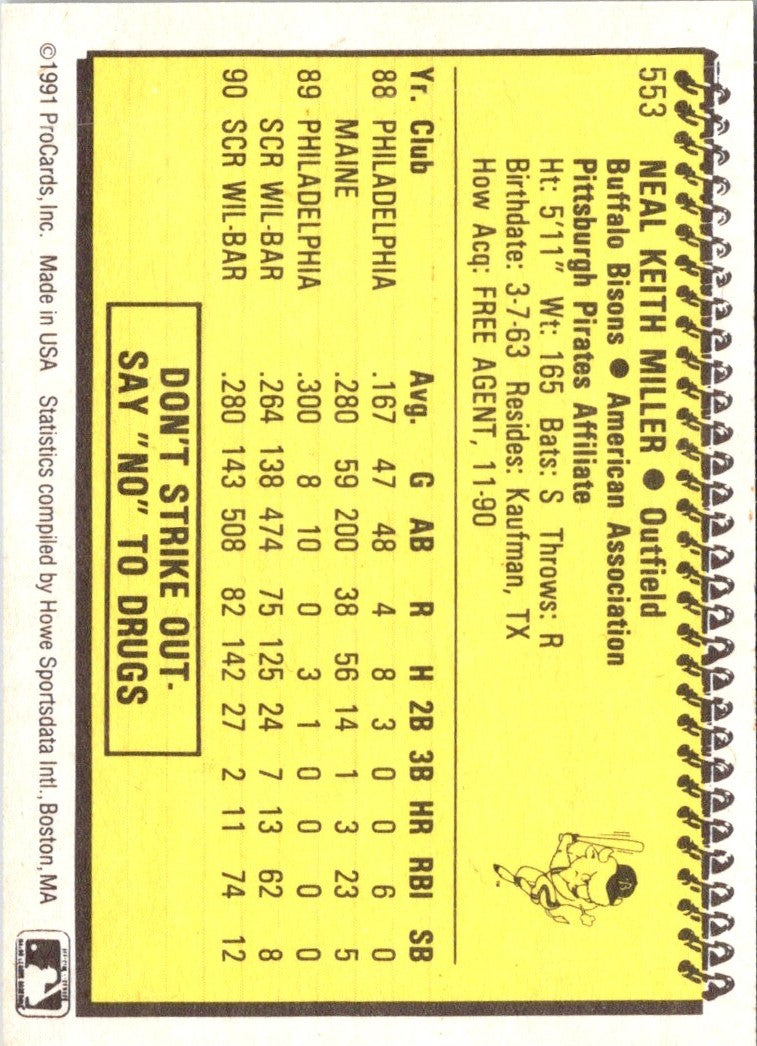 553 NEAL KEITH MILLER ● Outfield
Buffalo Bisons ● American Association
Pittsburgh Pirates Affiliate
Ht: 5'11" Wt: 165 Bats: S Throws: R
Birthdate: 3-7-63 Resides: Kaufman, TX
How Acq: FREE AGENT, 11-90
Yr. Club Avg. G AB R H 2B 3B HR RBI SB
88 PHILADELPHIA .167 47 48 4 8 3 0 0 6 0
MAINE .280 59 200 38 56 14 1 3 23 5
89 PHILADELPHIA .300 8 10 0 3 1 0 0 0 0
SCR WIL-BAR .264 138 474 75 125 24 7 13 62 8
90 SCR WIL-BAR .280 143 508 82 142 27 2 11 74 12
DON'T STRIKE OUT-
SAY "NO" TO DRUGS
©1991 ProCards, Inc. Made in USA Statistics compiled by Howe Sportsdata Intl., Boston, MA